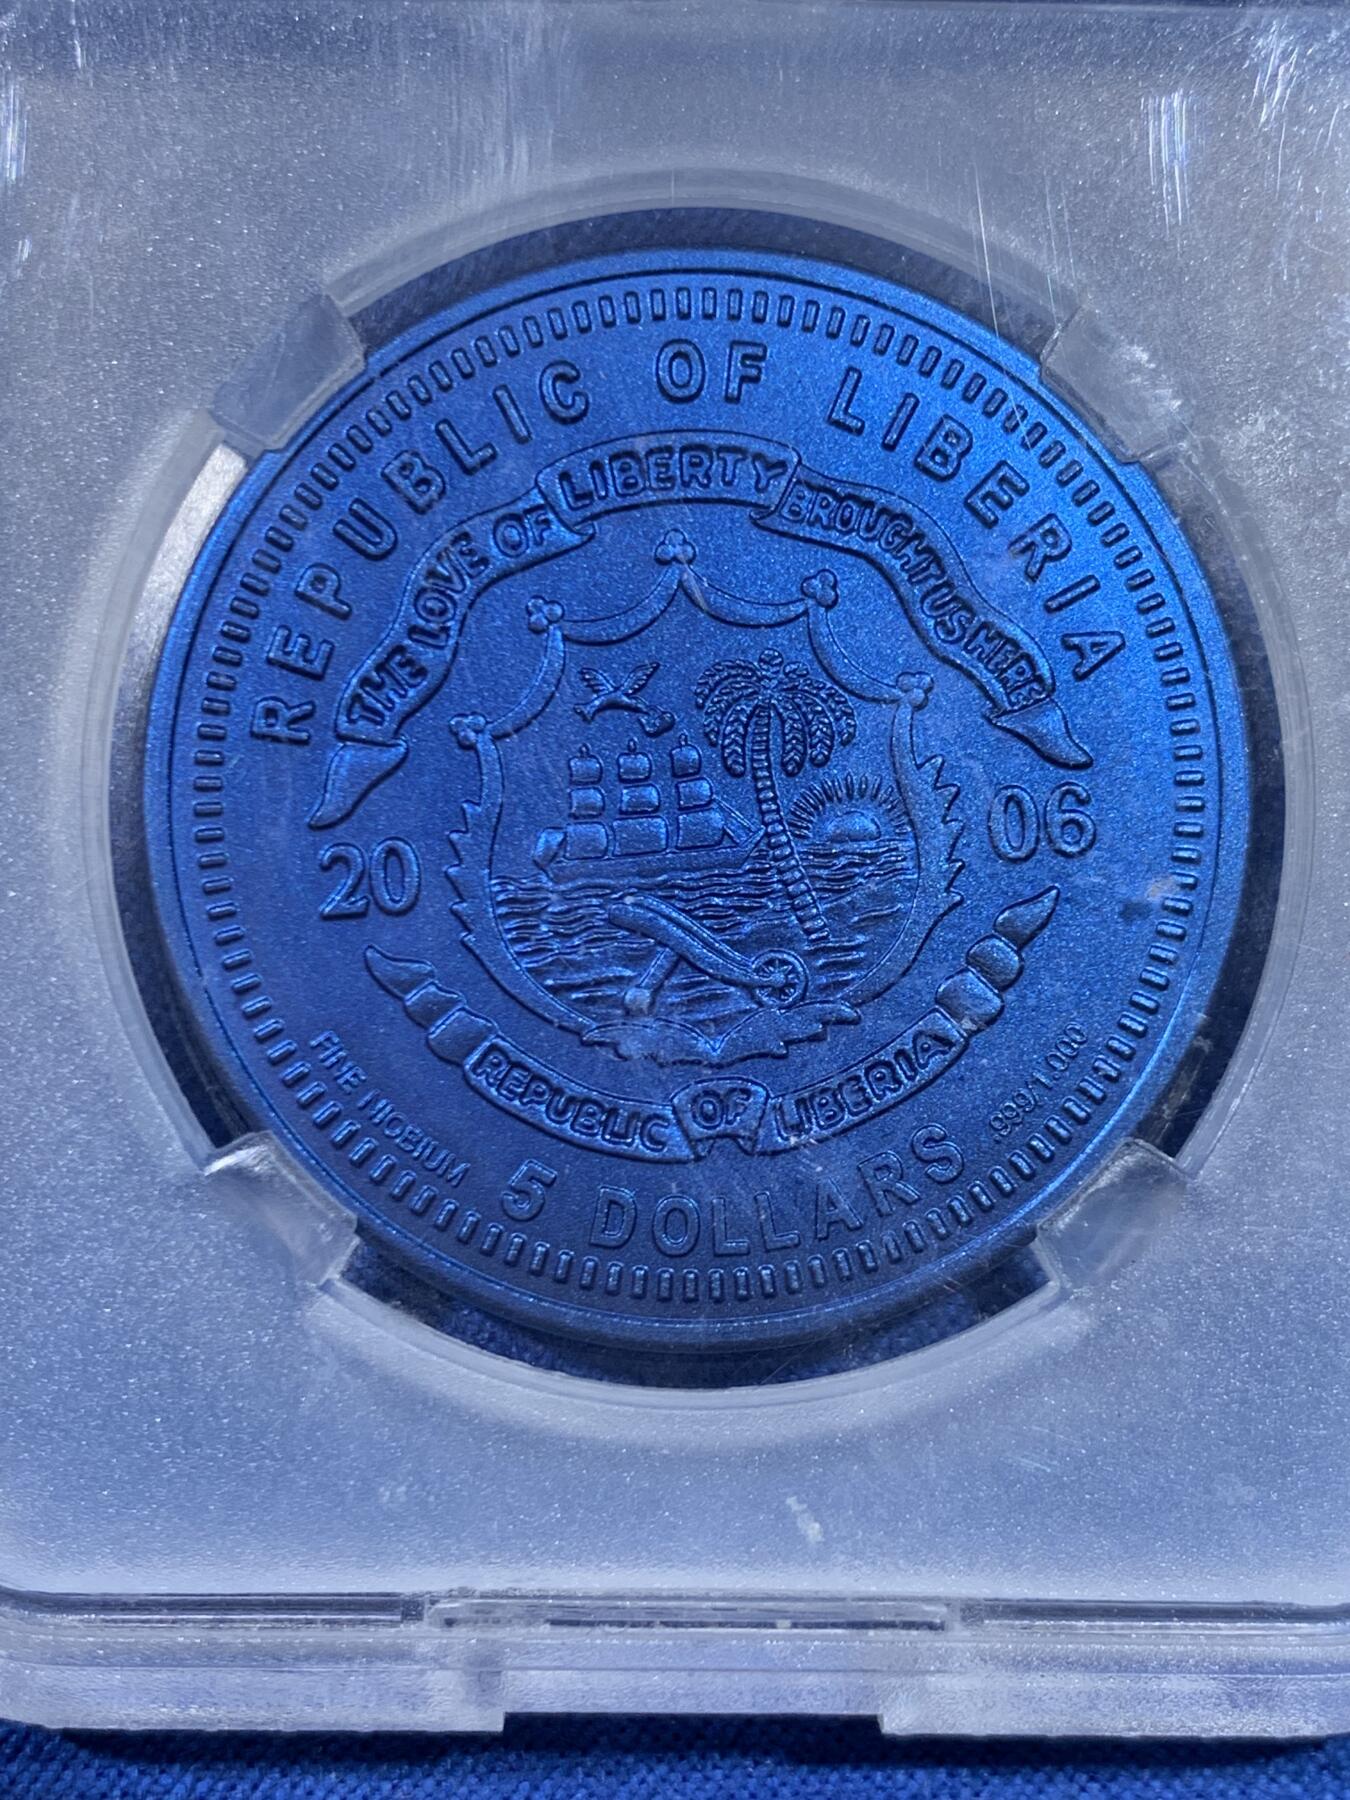 REPUBLIC OF LIBERIA
THE LOVE OF LIBERTY BROUGHT US HERE
20 06
REPUBLIC OF LIBERIA
FINE NIOBIUM .999/1.000
5 DOLLARS